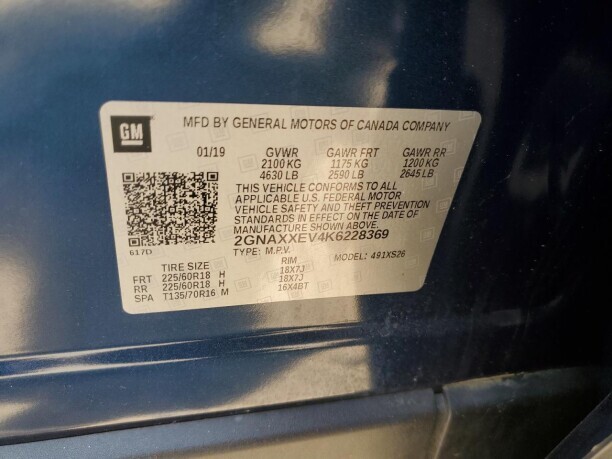 GM
MFD BY GENERAL MOTORS OF CANADA COMPANY
01/19 GVWR GAWR FRT GAWR RR
2100 KG 1175 KG 1200 KG
4630 LB 2590 LB 2645 LB
THIS VEHICLE CONFORMS TO ALL
APPLICABLE U.S. FEDERAL MOTOR
VEHICLE SAFETY AND THEFT PREVENTION
STANDARDS IN EFFECT ON THE DATE OF
MANUFACTURE SHOWN ABOVE.
2GNAXXEV4K6228369
617D TYPE: M.P.V. MODEL: 491XS26
TIRE SIZE RIM
FRT 225/60R18 H 18X7J
RR 225/60R18 H 18X7J
SPA T135/70R16 M 16X4BT